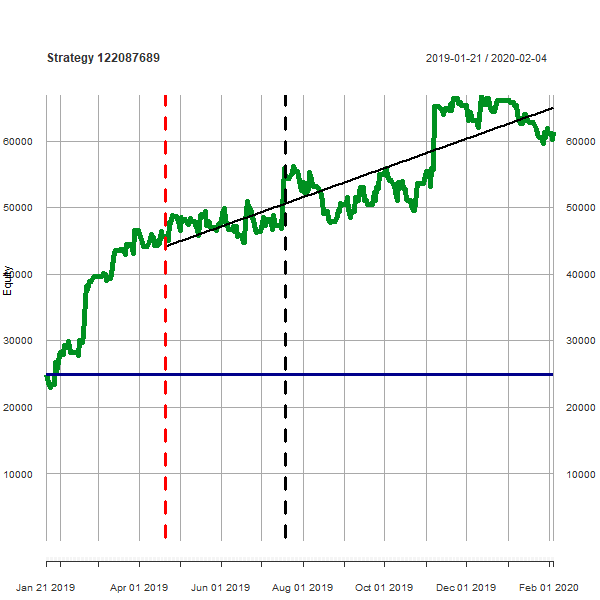 Strategy 122087689 2019-01-21 / 2020-02-04
60000 60000
50000 50000
Equity
40000 40000
30000 30000
20000 20000
10000 10000
Jan 21 2019 Apr 01 2019 Jun 01 2019 Aug 01 2019 Oct 01 2019 Dec 01 2019 Feb 01 2020